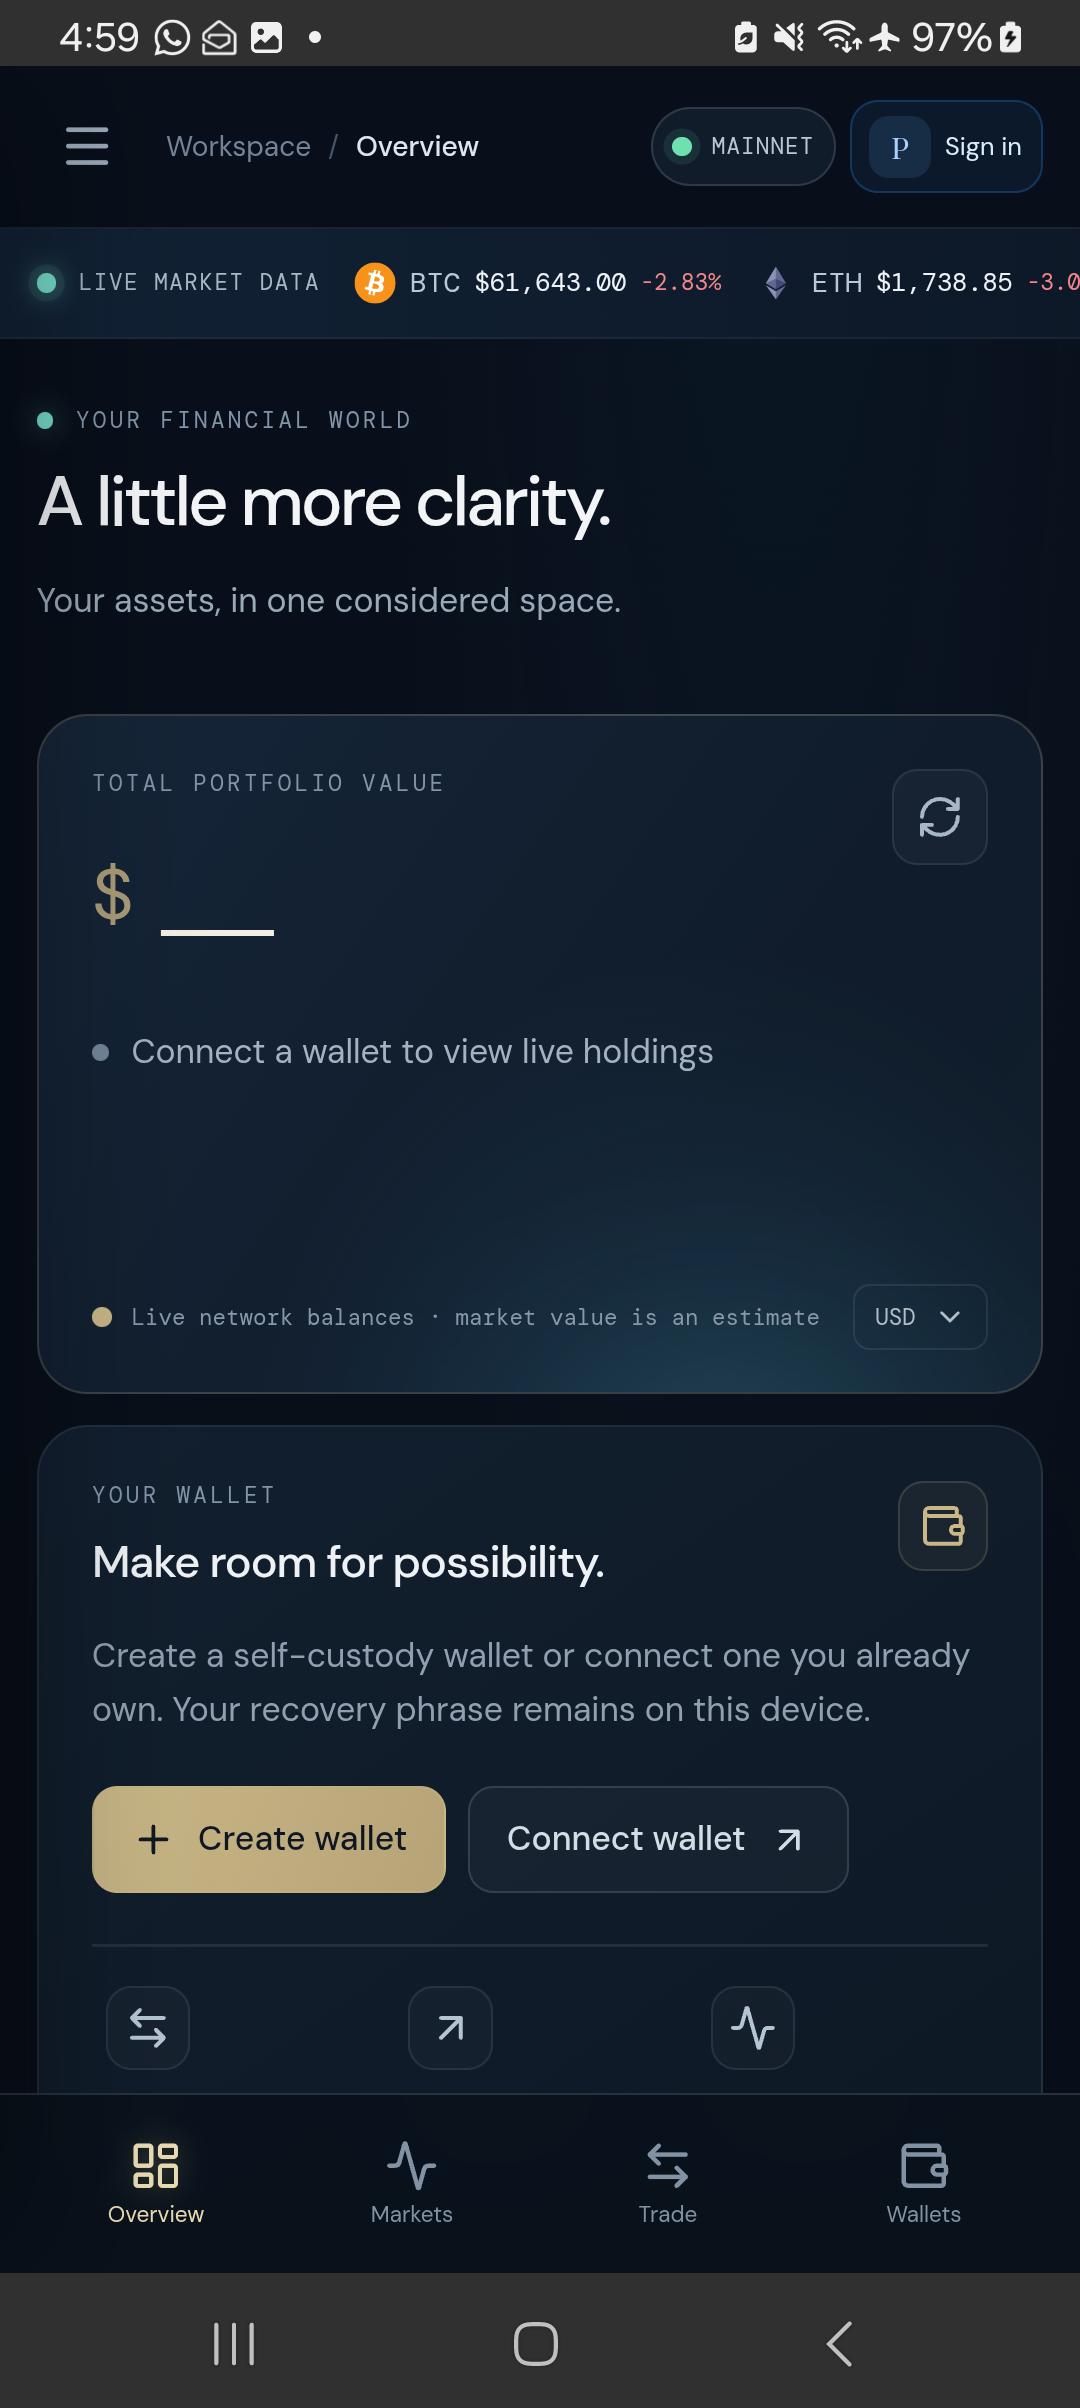 4:59
97%
Workspace / Overview
MAINNET
P
Sign in
LIVE MARKET DATA
BTC $61,643.00 -2.83%
ETH $1,738.85 -3.0
YOUR FINANCIAL WORLD
A little more clarity.
Your assets, in one considered space.
TOTAL PORTFOLIO VALUE
$ __
Connect a wallet to view live holdings
Live network balances · market value is an estimate
USD
YOUR WALLET
Make room for possibility.
Create a self-custody wallet or connect one you already
own. Your recovery phrase remains on this device.
Create wallet
Connect wallet
Overview
Markets
Trade
Wallets